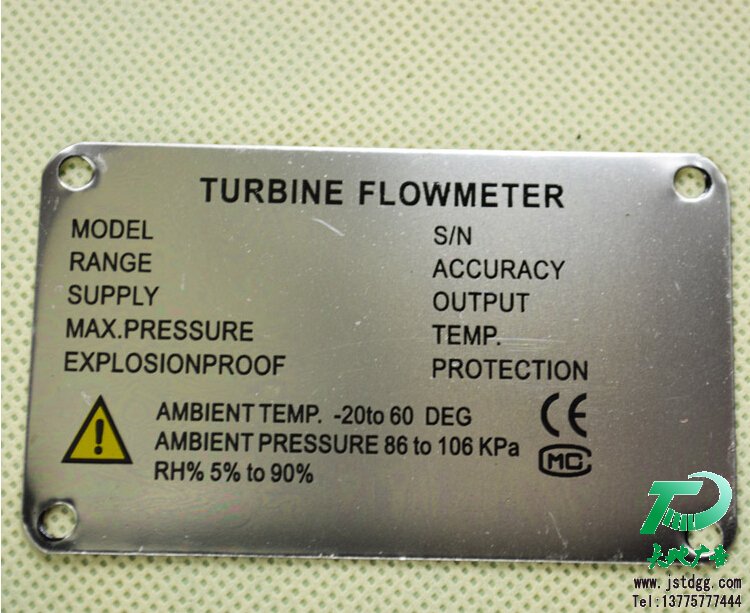 TURBINE FLOWMETER
MODEL
S/N
RANGE
ACCURACY
SUPPLY
OUTPUT
MAX.PRESSURE
TEMP.
EXPLOSIONPROOF
PROTECTION
AMBIENT TEMP. -20to 60 DEG
AMBIENT PRESSURE 86 to 106 KPa
RH% 5% to 90%
CE
MC
www.jstdgg.com
Tel:13775777444